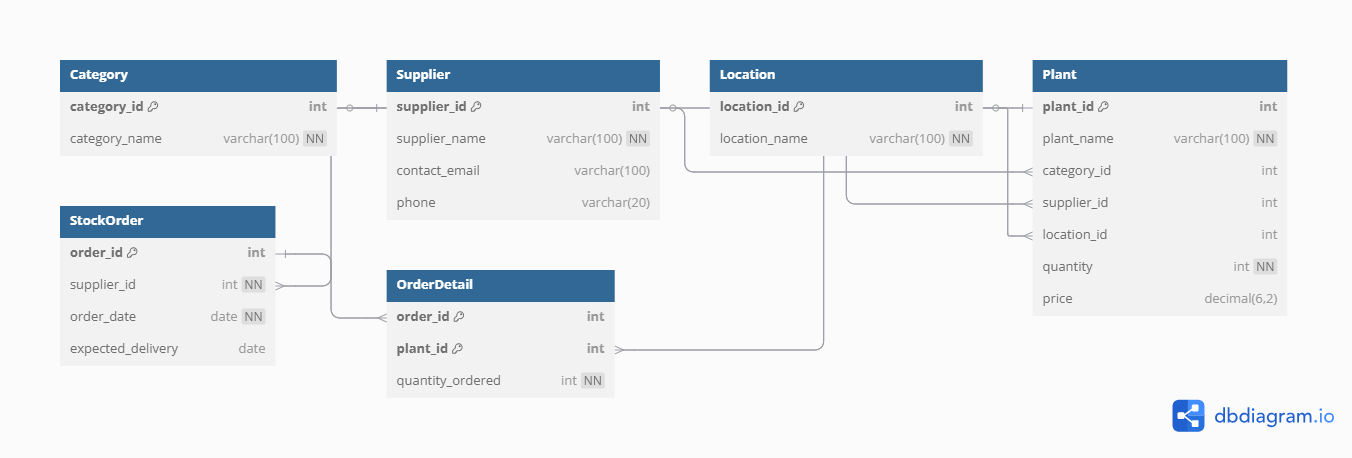 Category
category_id int
category_name varchar(100) NN
Supplier
supplier_id int
supplier_name varchar(100) NN
contact_email varchar(100)
phone varchar(20)
Location
location_id int
location_name varchar(100) NN
Plant
plant_id int
plant_name varchar(100) NN
category_id int
supplier_id int
location_id int
quantity int NN
price decimal(6,2)
StockOrder
order_id int
supplier_id int NN
order_date date NN
expected_delivery date
OrderDetail
order_id int
plant_id int
quantity_ordered int NN
dbdiagram.io